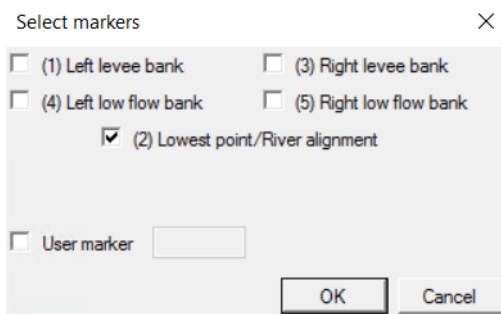 Select markers
(1) Left levee bank (3) Right levee bank
(4) Left low flow bank (5) Right low flow bank
(2) Lowest point/River alignment
User marker
OK Cancel